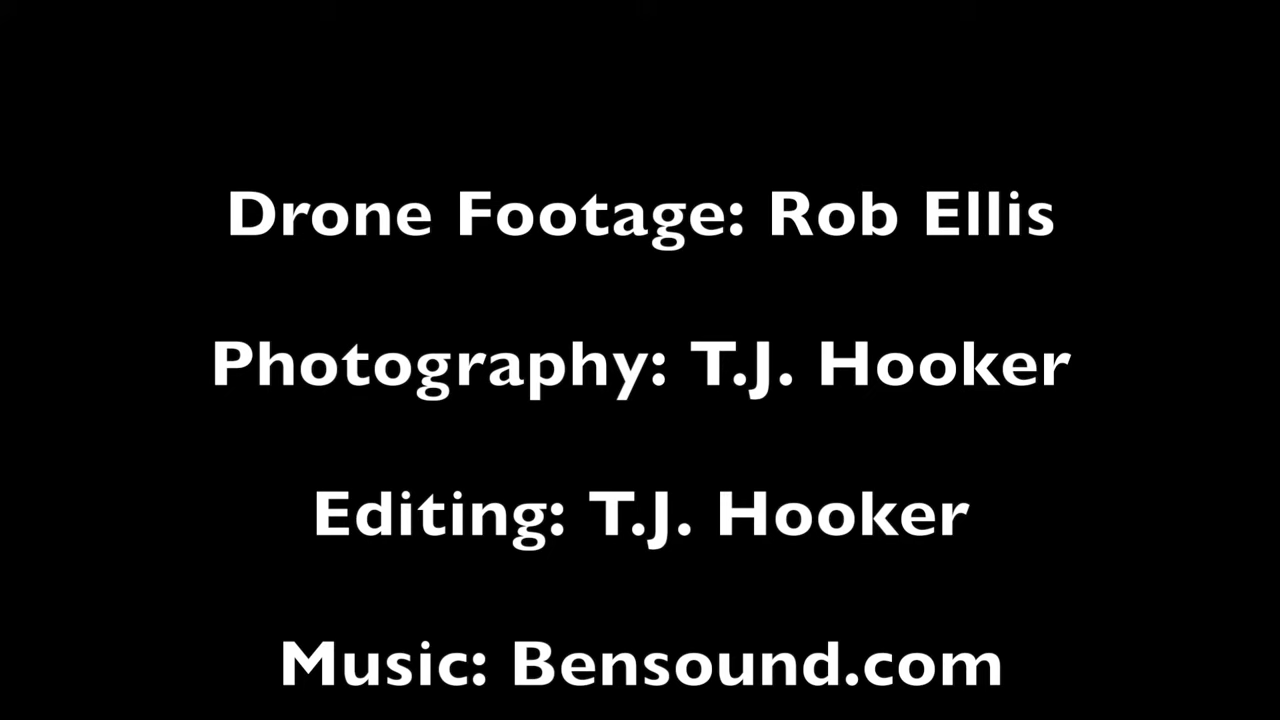 Drone Footage: Rob Ellis
Photography: T.J. Hooker
Editing: T.J. Hooker
Music: Bensound.com